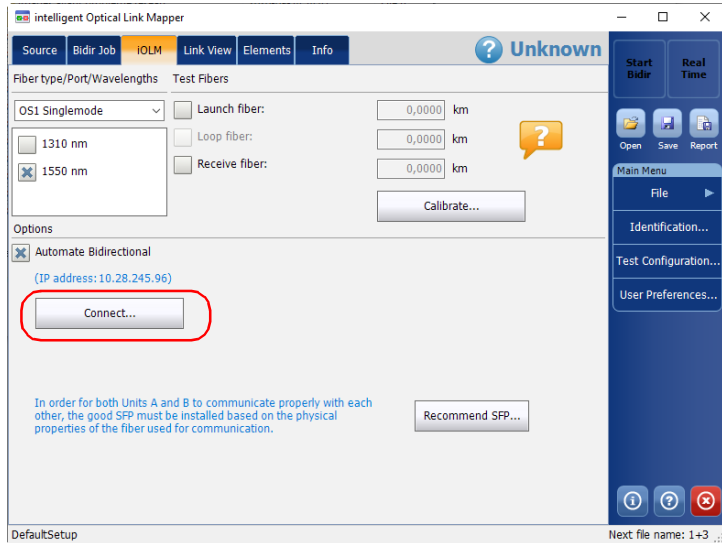 intelligent Optical Link Mapper
Source
Bidir Job
iOLM
Link View
Elements
Info
? Unknown
Start Bidir
Real Time
Fiber type/Port/Wavelengths
Test Fibers
OS1 Singlemode
1310 nm
1550 nm
Launch fiber:
0,0000 km
Loop fiber:
0,0000 km
Receive fiber:
0,0000 km
?
Calibrate...
Open
Save
Report
Main Menu
File
Identification...
Test Configuration...
User Preferences...
Options
Automate Bidirectional
(IP address:10.28.245.96)
Connect...
In order for both Units A and B to communicate properly with each
other, the good SFP must be installed based on the physical
properties of the fiber used for communication.
Recommend SFP...
DefaultSetup
Next file name: 1+3